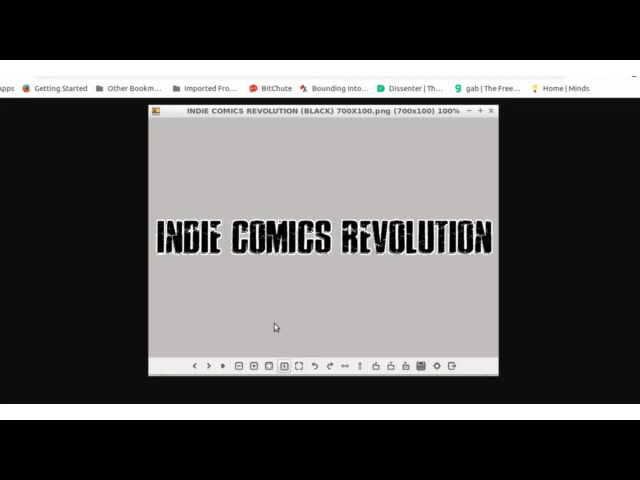 Apps Getting Started Other Bookm... Imported Fro... BitChute Bounding Into... Dissenter | Th... gab | The Free... Home | Minds
INDIE COMICS REVOLUTION (BLACK) 700X100.png (700x100) 100%
INDIE COMICS REVOLUTION